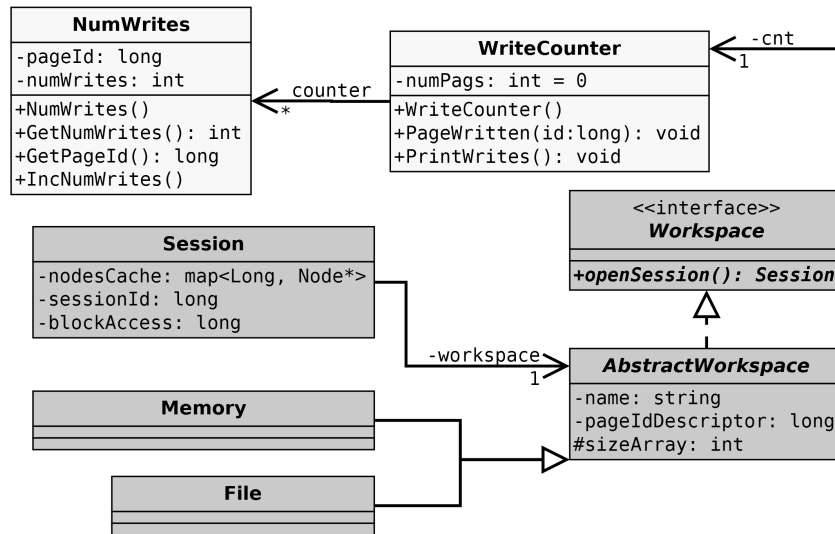 NumWrites
-pageId: long
-numWrites: int
+NumWrites()
+GetNumWrites(): int
+GetPageId(): long
+IncNumWrites()
counter
*
WriteCounter
-numPags: int = 0
+WriteCounter()
+PageWritten(id:long): void
+PrintWrites(): void
-cnt
1
<<interface>>
Workspace
+openSession(): Session
Session
-nodesCache: map<Long, Node*>
-sessionId: long
-blockAccess: long
-workspace
1
AbstractWorkspace
-name: string
-pageIdDescriptor: long
#sizeArray: int
Memory
File